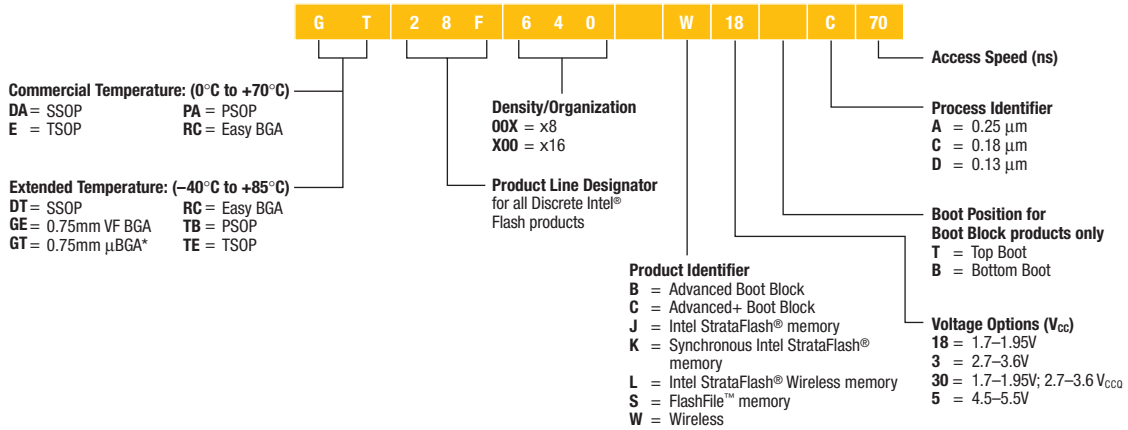 G T 2 8 F 6 4 0 W 18 C 70
Access Speed (ns)
Commercial Temperature: (0°C to +70°C)
DA = SSOP PA = PSOP
E = TSOP RC = Easy BGA
Density/Organization
00X = x8
X00 = x16
Process Identifier
A = 0.25 µm
C = 0.18 µm
D = 0.13 µm
Extended Temperature: (–40°C to +85°C)
DT = SSOP RC = Easy BGA
GE = 0.75mm VF BGA TB = PSOP
GT = 0.75mm µBGA* TE = TSOP
Product Line Designator
for all Discrete Intel®
Flash products
Boot Position for
Boot Block products only
T = Top Boot
B = Bottom Boot
Product Identifier
B = Advanced Boot Block
C = Advanced+ Boot Block
J = Intel StrataFlash® memory
K = Synchronous Intel StrataFlash®
memory
L = Intel StrataFlash® Wireless memory
S = FlashFile™ memory
W = Wireless
Voltage Options (VCC)
18 = 1.7–1.95V
3 = 2.7–3.6V
30 = 1.7–1.95V; 2.7–3.6 VCCQ
5 = 4.5–5.5V